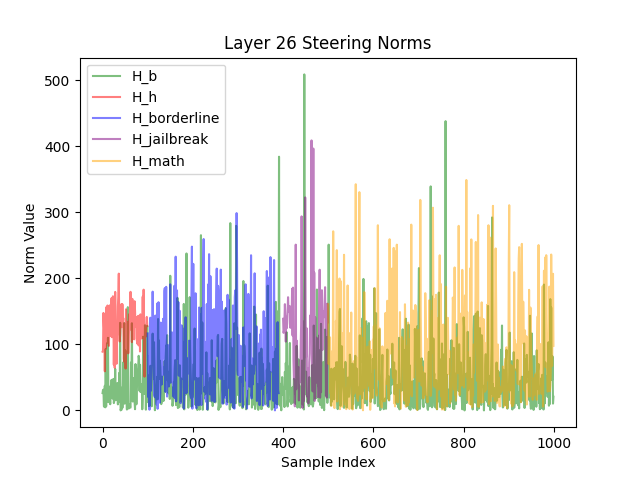 Layer 26 Steering Norms
H_b
H_h
H_borderline
H_jailbreak
H_math
500
400
300
200
100
0
Norm Value
0 200 400 600 800 1000
Sample Index